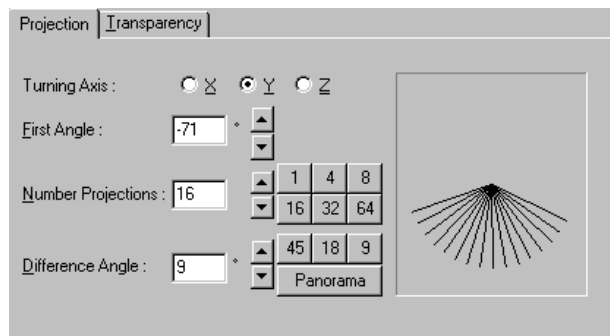 Projection Transparency
Turning Axis : X Y Z
First Angle : -71 °
Number Projections : 16 1 4 8
16 32 64
Difference Angle : 9 ° 45 18 9
Panorama